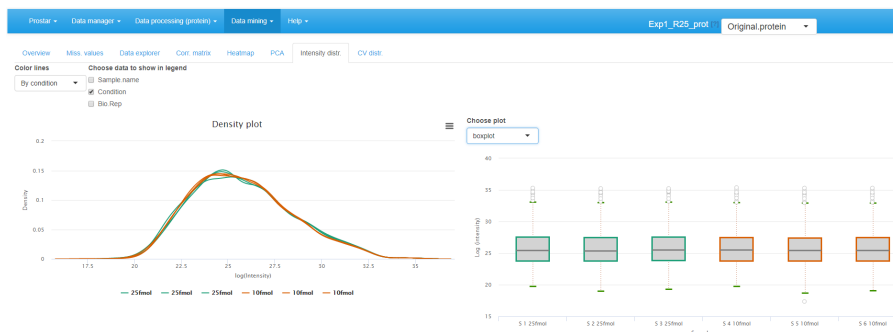 Prostar Data manager Data processing (protein) Data mining Help Exp1_R25_prot Original.protein
Overview Miss. values Data explorer Corr. matrix Heatmap PCA Intensity distr. CV distr.
Color lines Choose data to show in legend
By condition
Sample.name
Condition
Bio.Rep
Density plot
0.2
0.15
0.1
0.05
0
Density
17.5 20 22.5 25 27.5 30 32.5 35
log(Intensity)
25fmol 25fmol 25fmol 10fmol 10fmol 10fmol
Choose plot
boxplot
40
35
30
25
20
15
Log (intensity)
S 1 25fmol S 2 25fmol S 3 25fmol S 4 10fmol S 5 10fmol S 6 10fmol